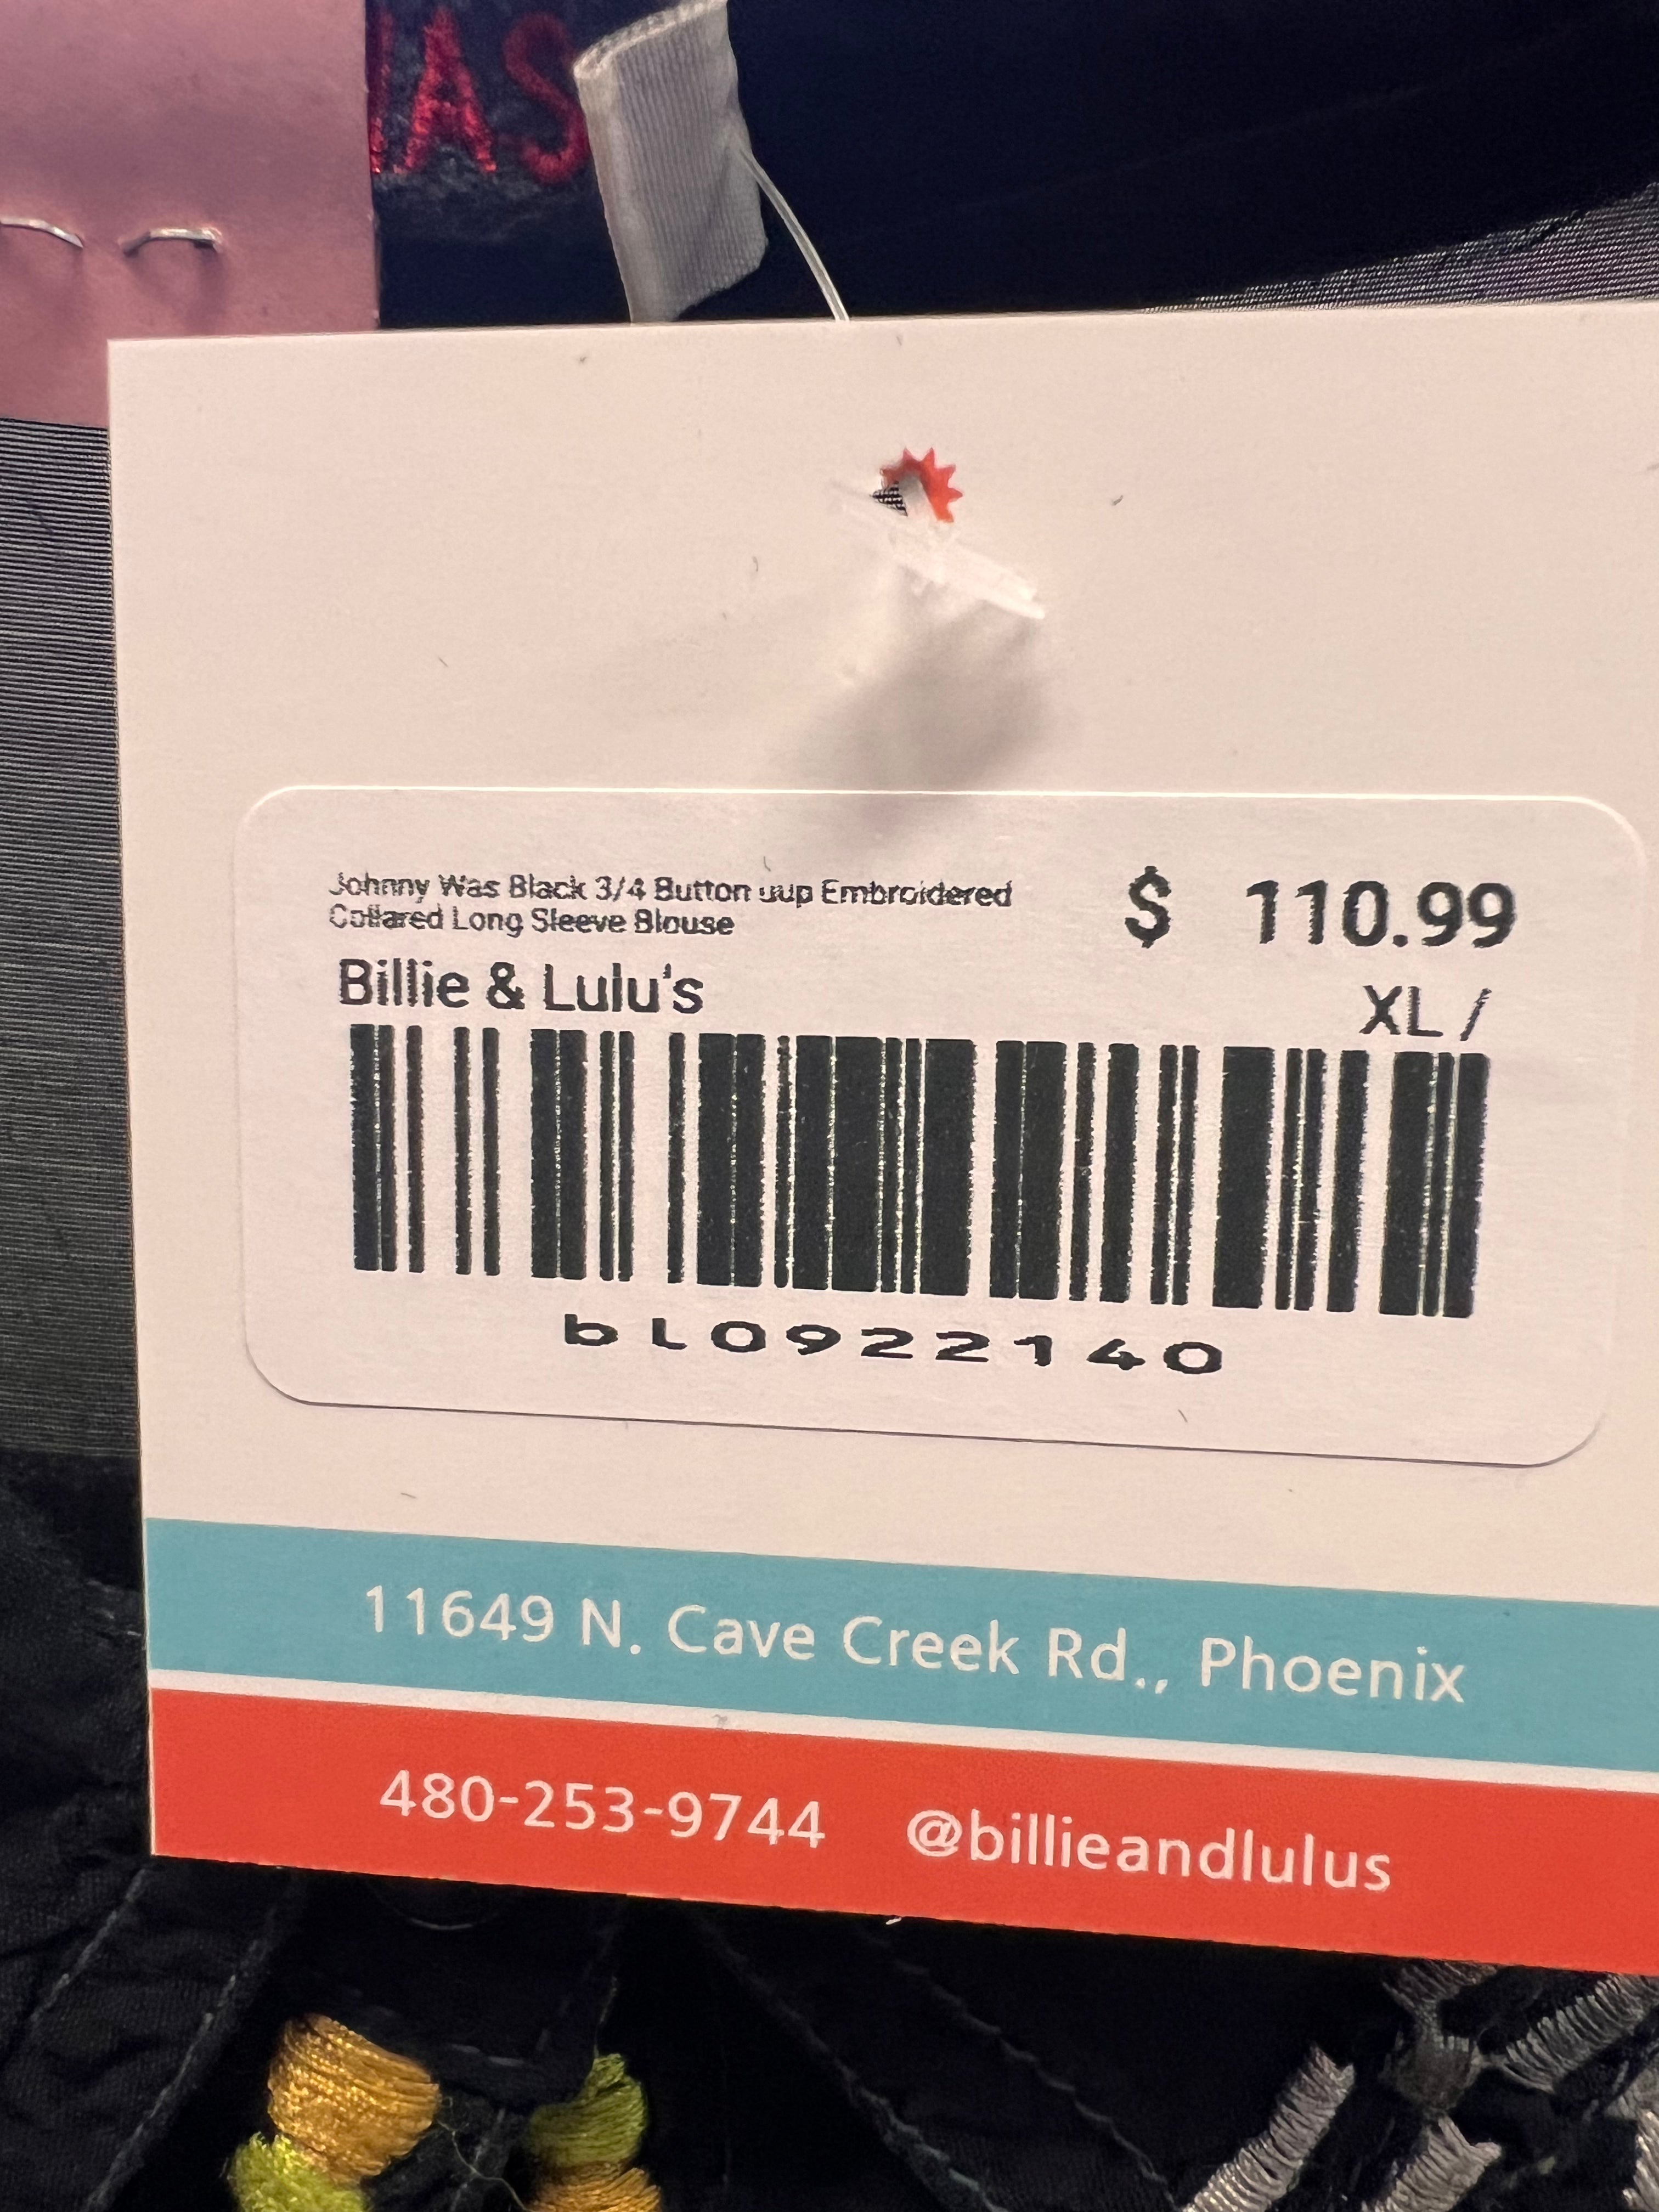 AS
Johnny Was Black 3/4 Button uup Embroidered
Collared Long Sleeve Blouse
$ 110.99
Billie & Lulu's
XL /
bL0922140
11649 N. Cave Creek Rd., Phoenix
480-253-9744 @billieandlulus